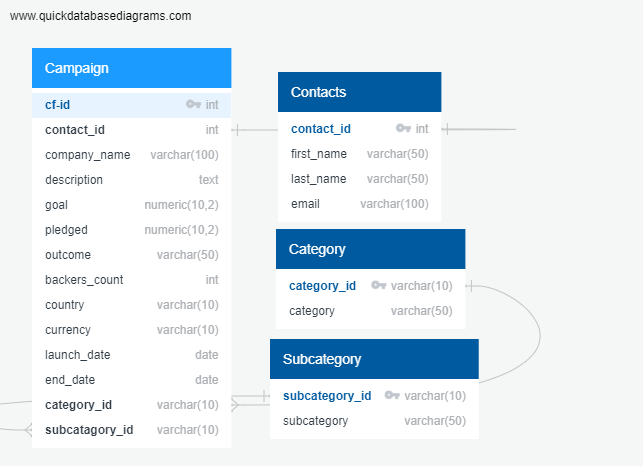 www.quickdatabasediagrams.com
Campaign
cf-id int
contact_id int
company_name varchar(100)
description text
goal numeric(10,2)
pledged numeric(10,2)
outcome varchar(50)
backers_count int
country varchar(10)
currency varchar(10)
launch_date date
end_date date
category_id varchar(10)
subcatagory_id varchar(10)
Contacts
contact_id int
first_name varchar(50)
last_name varchar(50)
email varchar(100)
Category
category_id varchar(10)
category varchar(50)
Subcategory
subcategory_id varchar(10)
subcategory varchar(50)